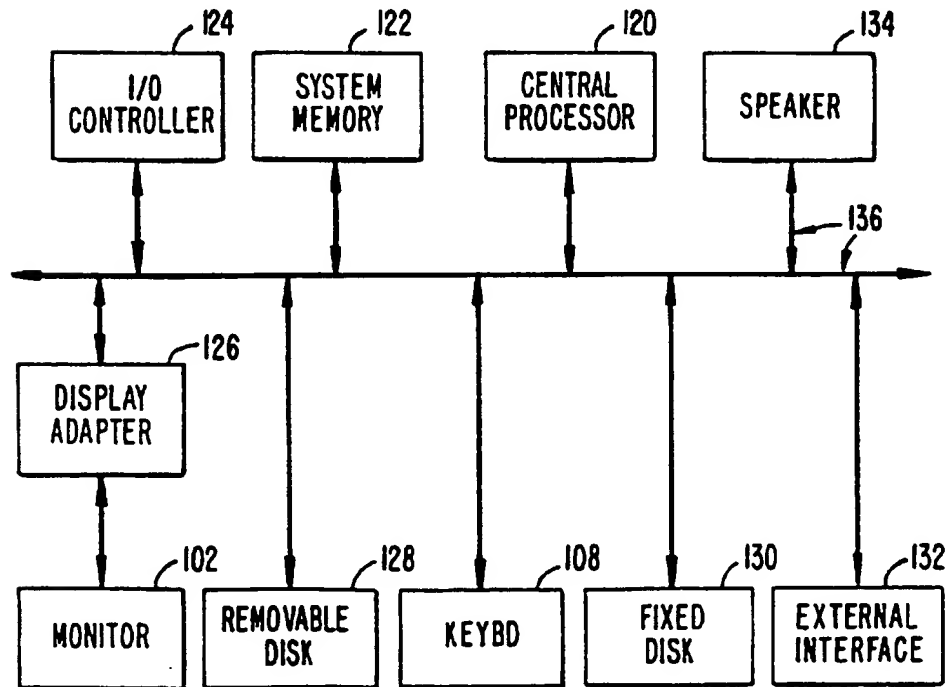 124
122
120
134
I/O
CONTROLLER
SYSTEM
MEMORY
CENTRAL
PROCESSOR
SPEAKER
136
126
DISPLAY
ADAPTER
102
128
108
130
132
MONITOR
REMOVABLE
DISK
KEYBD
FIXED
DISK
EXTERNAL
INTERFACE